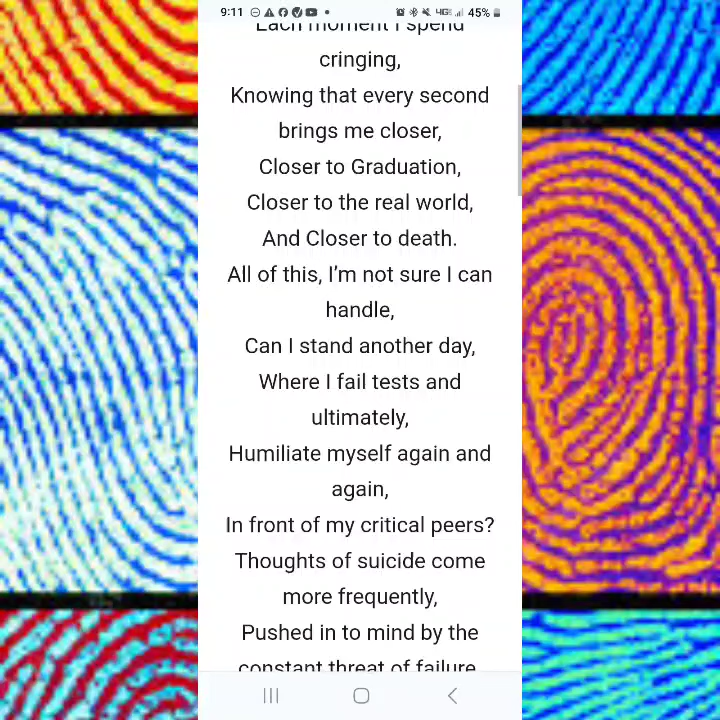 9:11 45%
Each moment I spend
cringing,
Knowing that every second
brings me closer,
Closer to Graduation,
Closer to the real world,
And Closer to death.
All of this, I'm not sure I can
handle,
Can I stand another day,
Where I fail tests and
ultimately,
Humiliate myself again and
again,
In front of my critical peers?
Thoughts of suicide come
more frequently,
Pushed in to mind by the
constant threat of failure